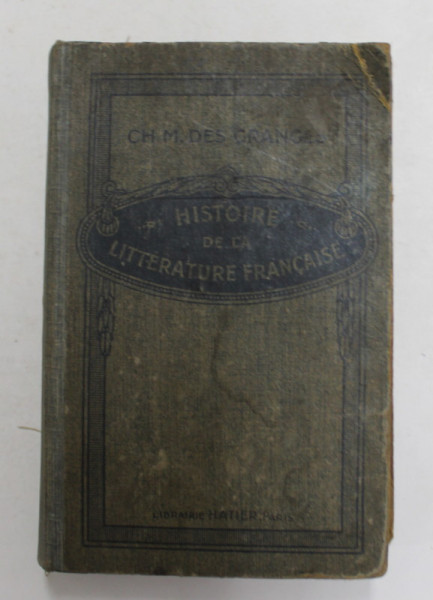 CH. M. DES GRANGES
HISTOIRE
DE LA
LITTÉRATURE FRANÇAISE
LIBRAIRIE HATIER PARIS